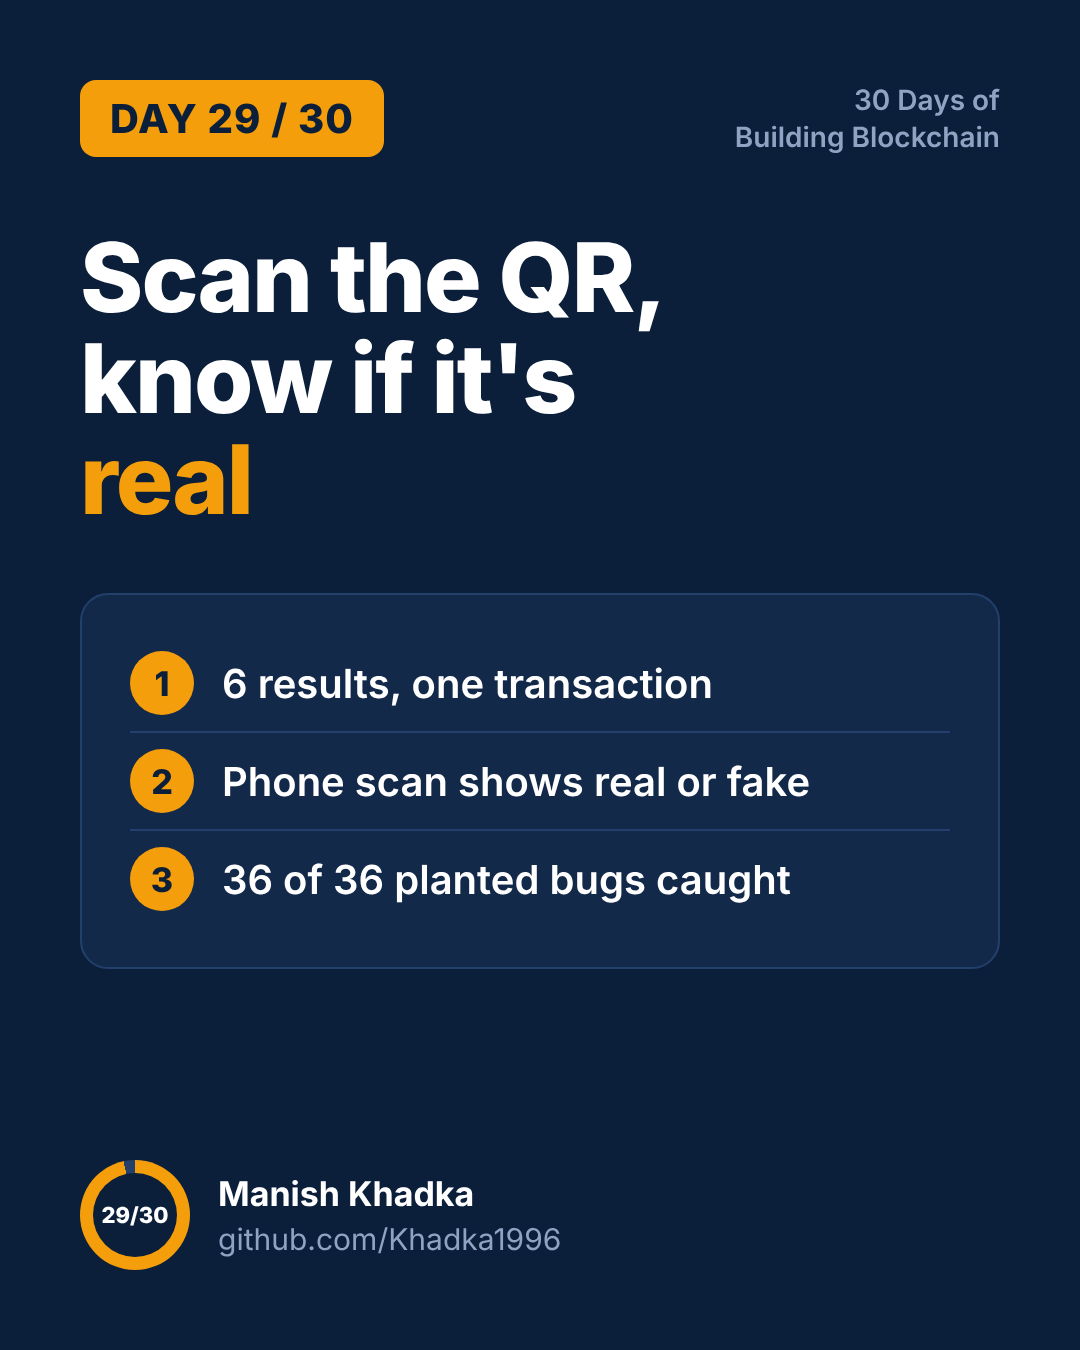 DAY 29 / 30
30 Days of
Building Blockchain
Scan the QR,
know if it's
real
1 6 results, one transaction
2 Phone scan shows real or fake
3 36 of 36 planted bugs caught
29/30
Manish Khadka
github.com/Khadka1996